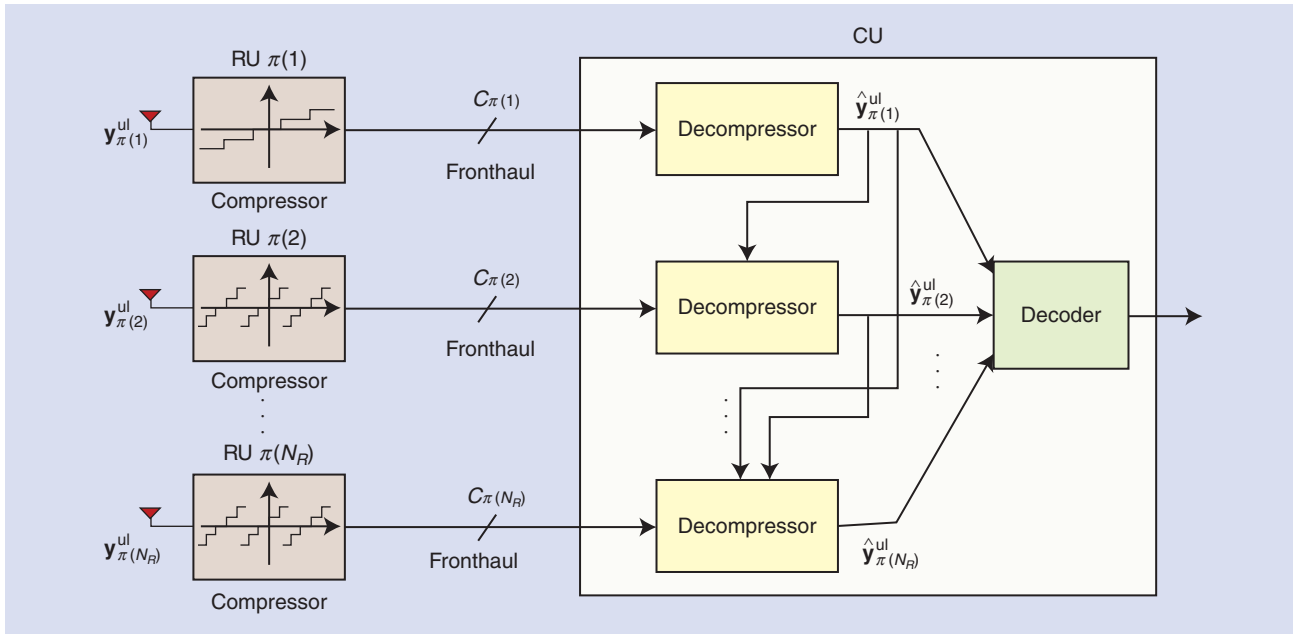 CU
RU π(1)
y^ul_π(1)
Compressor
C_π(1)
Fronthaul
Decompressor
ŷ^ul_π(1)
RU π(2)
y^ul_π(2)
Compressor
C_π(2)
Fronthaul
Decompressor
ŷ^ul_π(2)
Decoder
RU π(N_R)
y^ul_π(N_R)
Compressor
C_π(N_R)
Fronthaul
Decompressor
ŷ^ul_π(N_R)